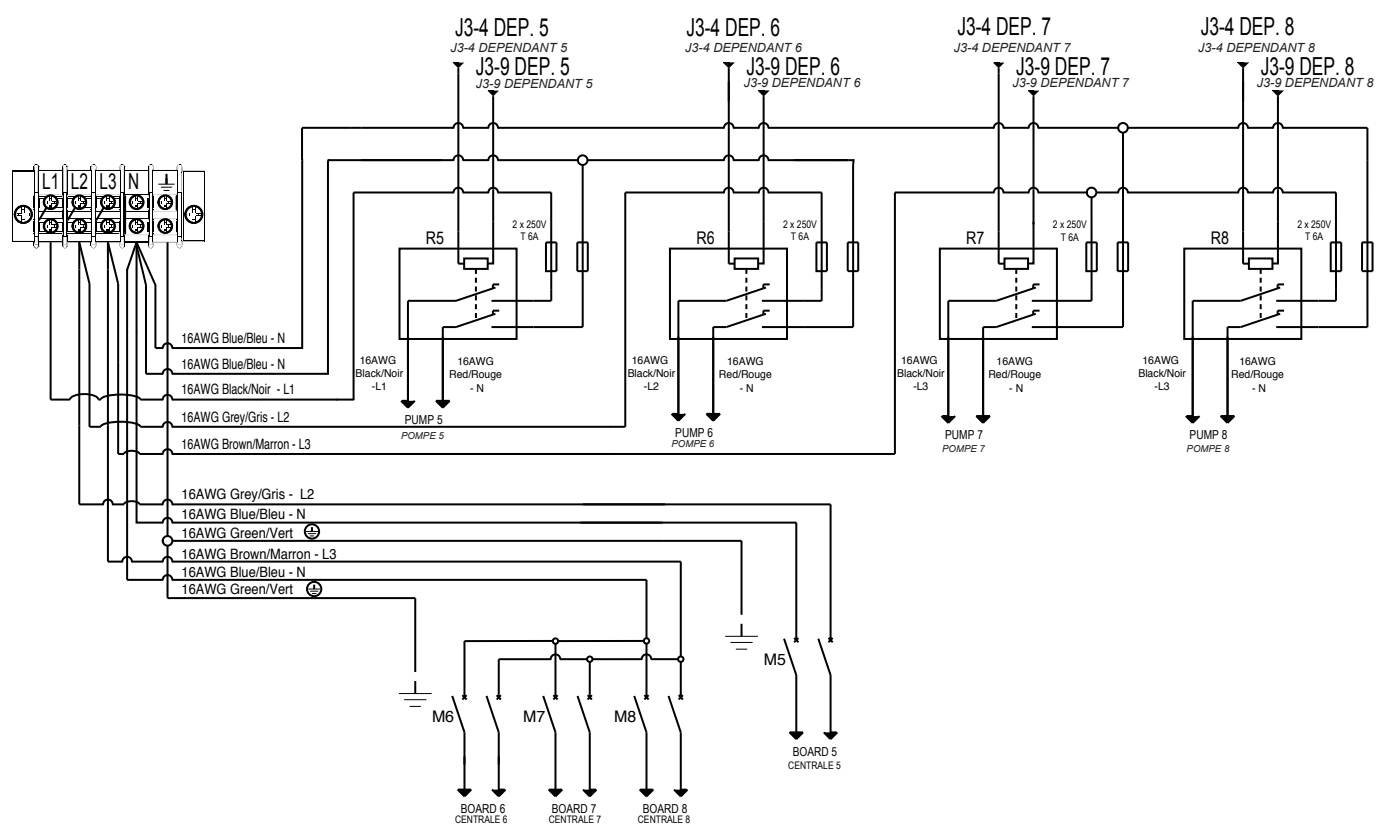 J3-4 DEP. 5
J3-4 DEPENDANT 5
J3-9 DEP. 5
J3-9 DEPENDANT 5
J3-4 DEP. 6
J3-4 DEPENDANT 6
J3-9 DEP. 6
J3-9 DEPENDANT 6
J3-4 DEP. 7
J3-4 DEPENDANT 7
J3-9 DEP. 7
J3-9 DEPENDANT 7
J3-4 DEP. 8
J3-4 DEPENDANT 8
J3-9 DEP. 8
J3-9 DEPENDANT 8
L1 L2 L3 N
R5
2 x 250V
T 6A
R6
2 x 250V
T 6A
R7
2 x 250V
T 6A
R8
2 x 250V
T 6A
16AWG Blue/Bleu - N
16AWG Blue/Bleu - N
16AWG Black/Noir - L1
16AWG Grey/Gris - L2
16AWG Brown/Marron - L3
16AWG
Black/Noir
-L1
16AWG
Red/Rouge
- N
PUMP 5
POMPE 5
16AWG
Black/Noir
-L2
16AWG
Red/Rouge
- N
PUMP 6
POMPE 6
16AWG
Black/Noir
-L3
16AWG
Red/Rouge
- N
PUMP 7
POMPE 7
16AWG
Black/Noir
-L3
16AWG
Red/Rouge
- N
PUMP 8
POMPE 8
16AWG Grey/Gris - L2
16AWG Blue/Bleu - N
16AWG Green/Vert
16AWG Brown/Marron - L3
16AWG Blue/Bleu - N
16AWG Green/Vert
M5
M6
M7
M8
BOARD 5
CENTRALE 5
BOARD 6
CENTRALE 6
BOARD 7
CENTRALE 7
BOARD 8
CENTRALE 8